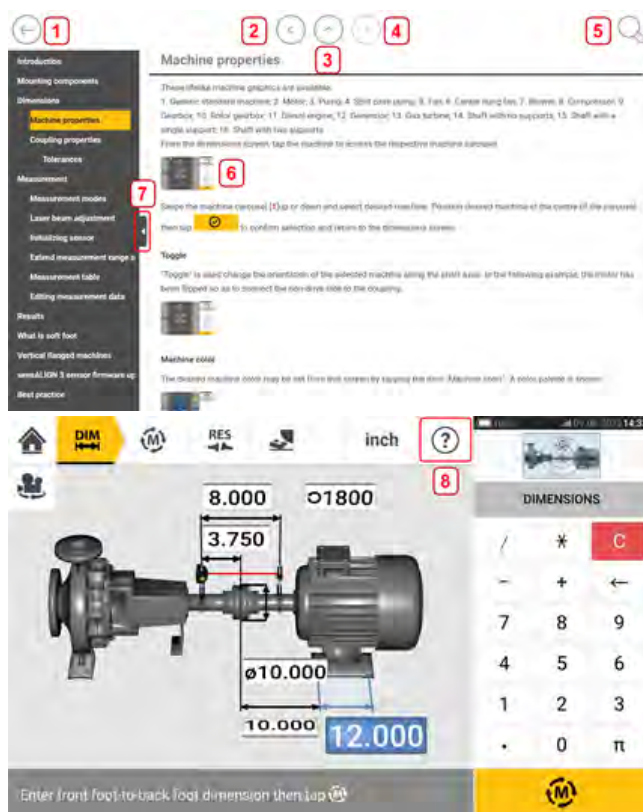 1
2
4
5
Introduction
Machine properties
3
Mounting components
These lifelike machine graphics are available.
Dimensions
1. Generic standard machine; 2. Motor; 3. Pump; 4. Split case pump; 5. Fan; 6. Center hung fan; 7. Blower; 8. Compressor; 9.
Machine properties
Gearbox; 10. Rotor gearbox; 11. Diesel engine; 12. Generator; 13. Gas turbine; 14. Shaft with no supports; 15. Shaft with a
Coupling properties
single support; 16. Shaft with two supports
Tolerances
From the dimensions screen, tap the machine to access the respective machine carousel.
Measurement
6
Measurement modes
7
Swipe the machine carousel (1)up or down and select desired machine. Position desired machine at the centre of the carousel
Laser beam adjustment
then tap to confirm selection and return to the dimensions screen.
Initializing sensor
Extend measurement range
Toggle
Measurement table
"Toggle" is used change the orientation of the selected machine along the shaft axis. In the following example, the motor has
Editing measurement data
been flipped so as to connect the non-drive side to the coupling.
Results
What is soft foot
Vertical flanged machines
Machine color
sensALIGN 3 sensor firmware up
The desired machine color may be set from this screen by tapping the icon "Machine color". A color palette is shown
Best practice
DIM
M
RES
inch
?
14:3
8
8.000
1800
3.750
DIMENSIONS
/ * C
- + ←
7 8 9
4 5 6
1 2 3
. 0 π
ø10.000
10.000
12.000
Enter front foot-to-back foot dimension then tap M
M